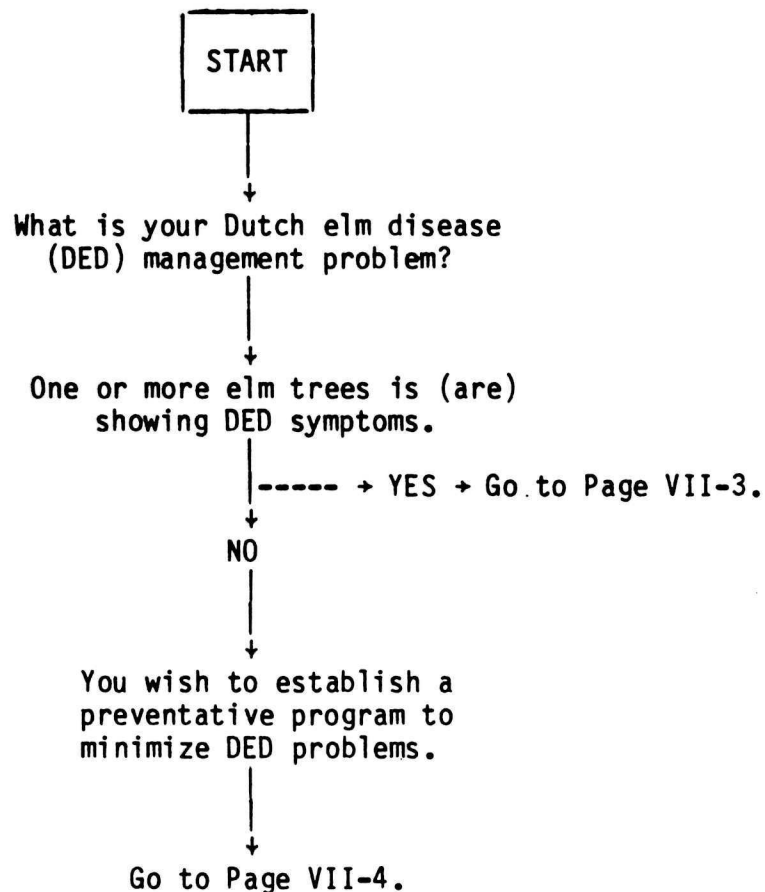 START
What is your Dutch elm disease
(DED) management problem?
One or more elm trees is (are)
showing DED symptoms.
----- → YES → Go to Page VII-3.
NO
You wish to establish a
preventative program to
minimize DED problems.
Go to Page VII-4.